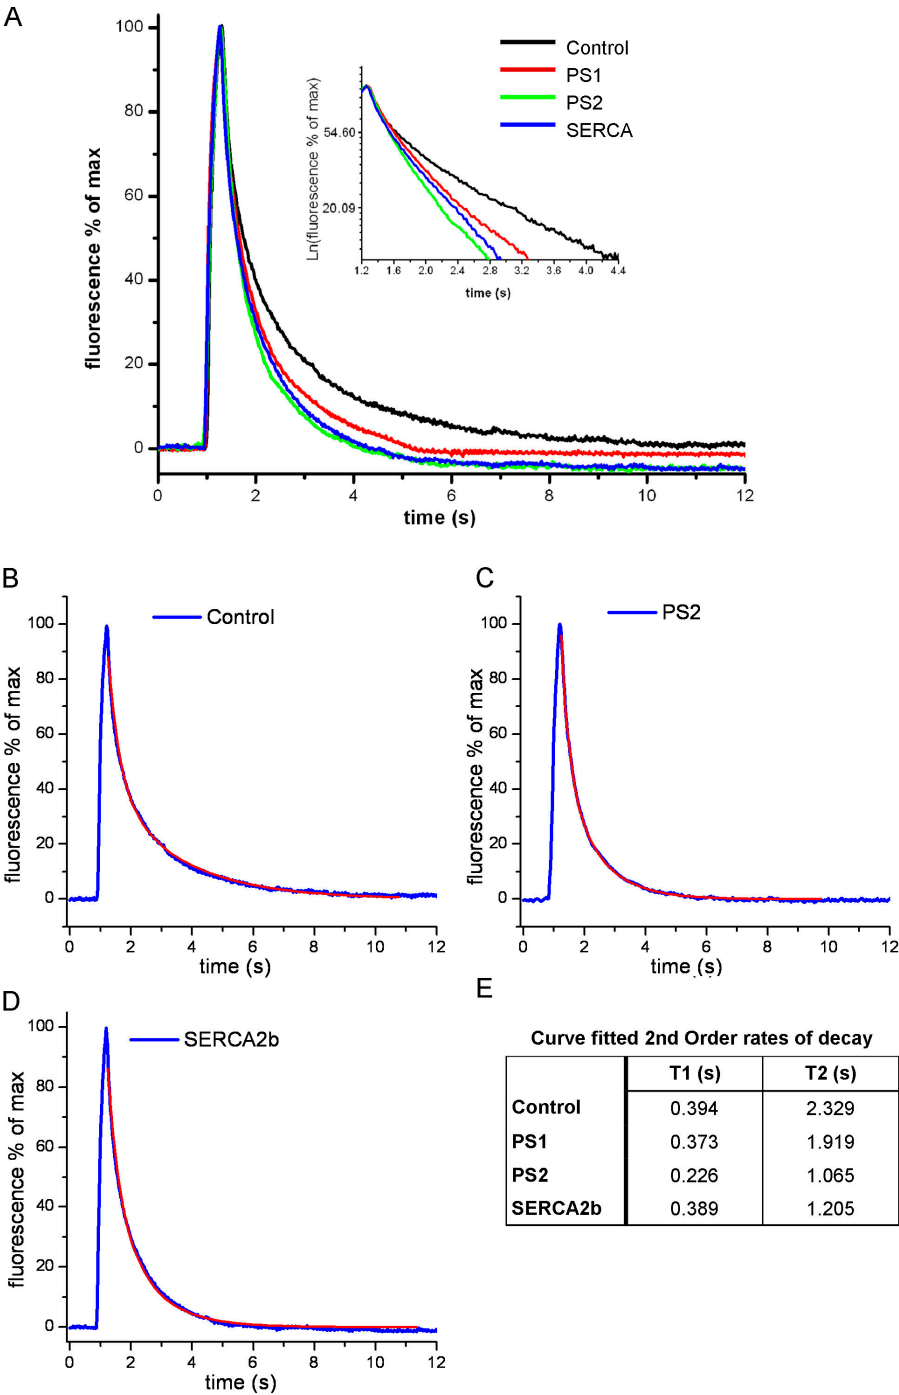 A
fluorescence % of max
100
80
60
40
20
0
0 2 4 6 8 10 12
time (s)
Control
PS1
PS2
SERCA
Ln(fluorescence % of max)
54.60
20.09
1.2 1.6 2.0 2.4 2.8 3.2 3.6 4.0 4.4
time (s)
B
fluorescence % of max
100
80
60
40
20
0
0 2 4 6 8 10 12
time (s)
Control
C
fluorescence % of max
100
80
60
40
20
0
0 2 4 6 8 10 12
time (s)
PS2
D
fluorescence % of max
100
80
60
40
20
0
0 2 4 6 8 10 12
time (s)
SERCA2b
E
Curve fitted 2nd Order rates of decay
T1 (s) T2 (s)
Control 0.394 2.329
PS1 0.373 1.919
PS2 0.226 1.065
SERCA2b 0.389 1.205